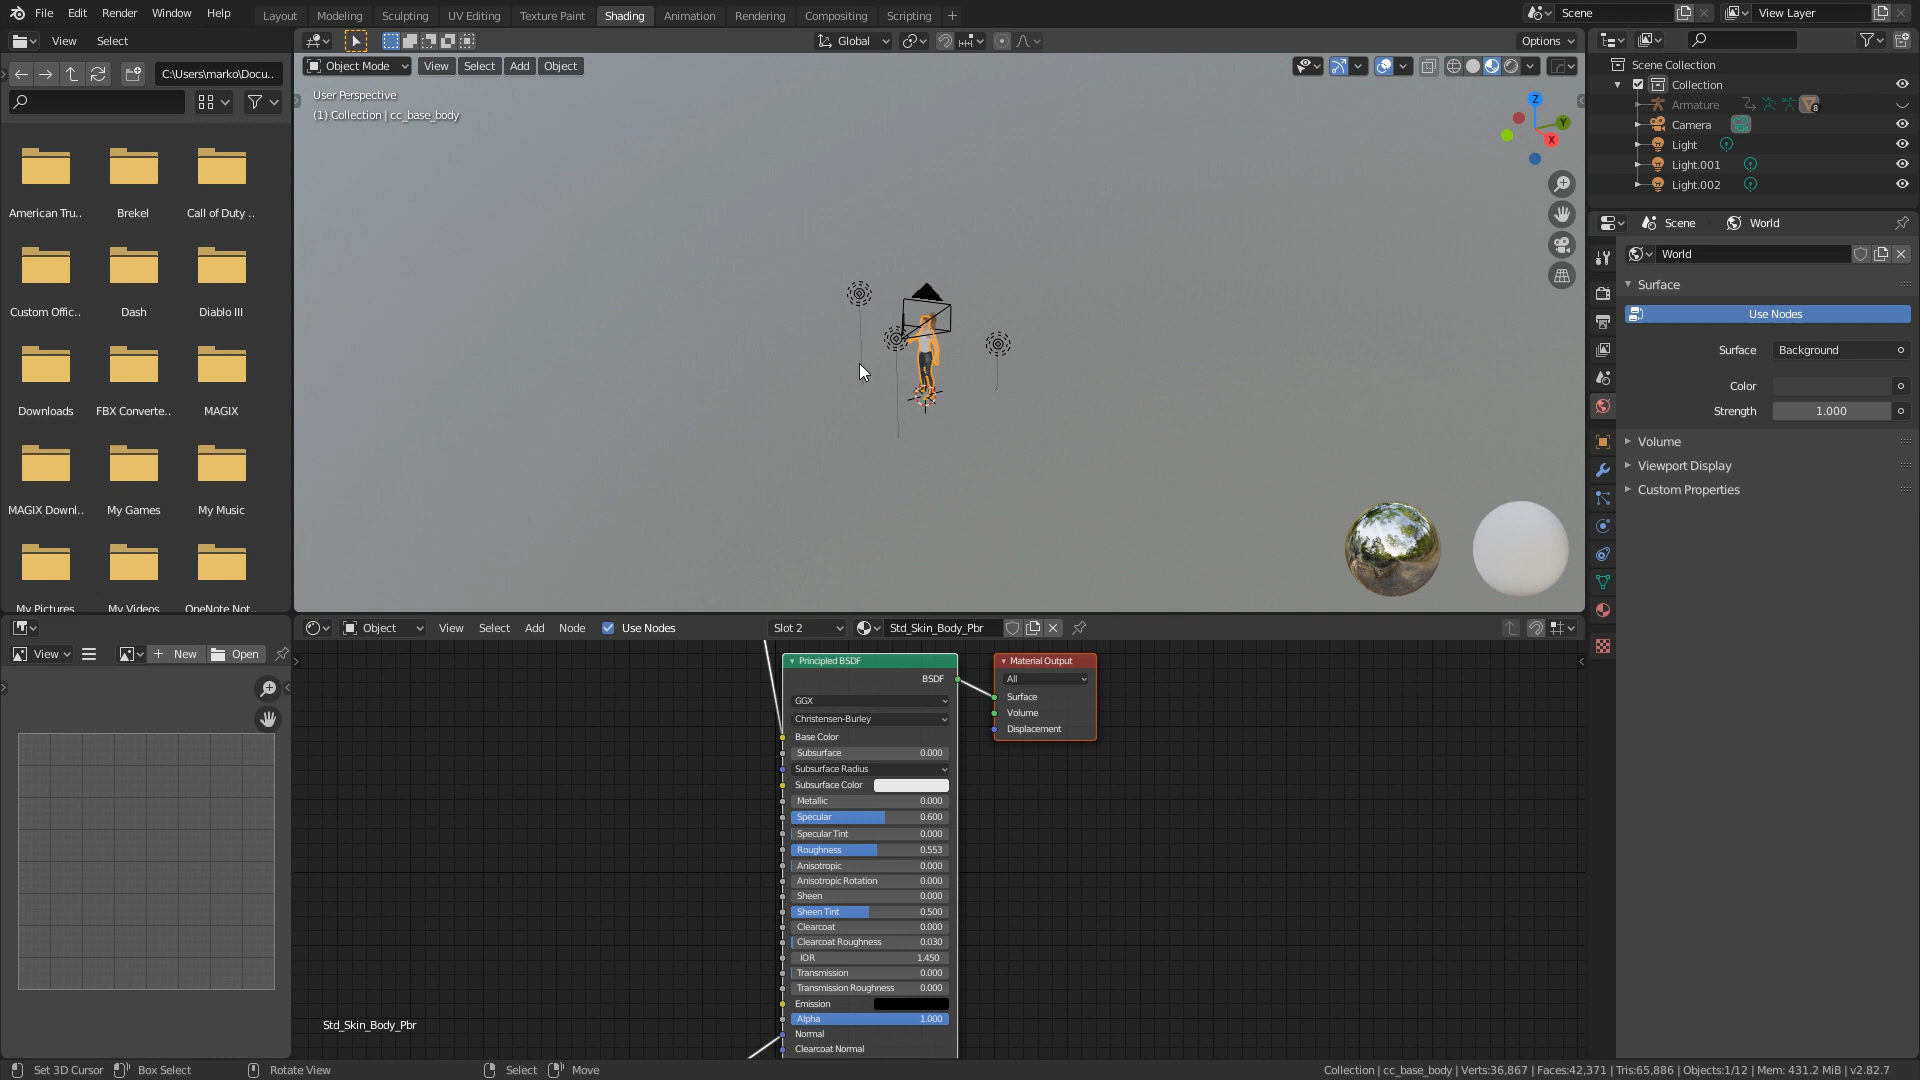 File Edit Render Window Help
Layout Modeling Sculpting UV Editing Texture Paint Shading Animation Rendering Compositing Scripting +
Scene
View Layer
View Select
Global
Options
C:\Users\marko\Docu..
Object Mode View Select Add Object
User Perspective
(1) Collection | cc_base_body
Z
Y
X
American Tru..
Brekel
Call of Duty ..
Custom Offic..
Dash
Diablo III
Downloads
FBX Converte..
MAGIX
MAGIX Downl..
My Games
My Music
My Pictures
My Videos
OneNote Not..
Scene Collection
Collection
Armature
8
Camera
Light
Light.001
Light.002
Scene
World
World
Surface
Use Nodes
Surface
Background
Color
Strength
1.000
Volume
Viewport Display
Custom Properties
View
New
Open
Object
View
Select
Add
Node
Use Nodes
Slot 2
Std_Skin_Body_Pbr
Principled BSDF
BSDF
GGX
Christensen-Burley
Base Color
Subsurface 0.000
Subsurface Radius
Subsurface Color
Metallic 0.000
Specular 0.600
Specular Tint 0.000
Roughness 0.553
Anisotropic 0.000
Anisotropic Rotation 0.000
Sheen 0.000
Sheen Tint 0.500
Clearcoat 0.000
Clearcoat Roughness 0.030
IOR 1.450
Transmission 0.000
Transmission Roughness 0.000
Emission
Alpha 1.000
Normal
Clearcoat Normal
Material Output
All
Surface
Volume
Displacement
Std_Skin_Body_Pbr
Set 3D Cursor
Box Select
Rotate View
Select
Move
Collection | cc_base_body | Verts:36,867 | Faces:42,371 | Tris:65,886 | Objects:1/12 | Mem: 431.2 MiB | v2.82.7